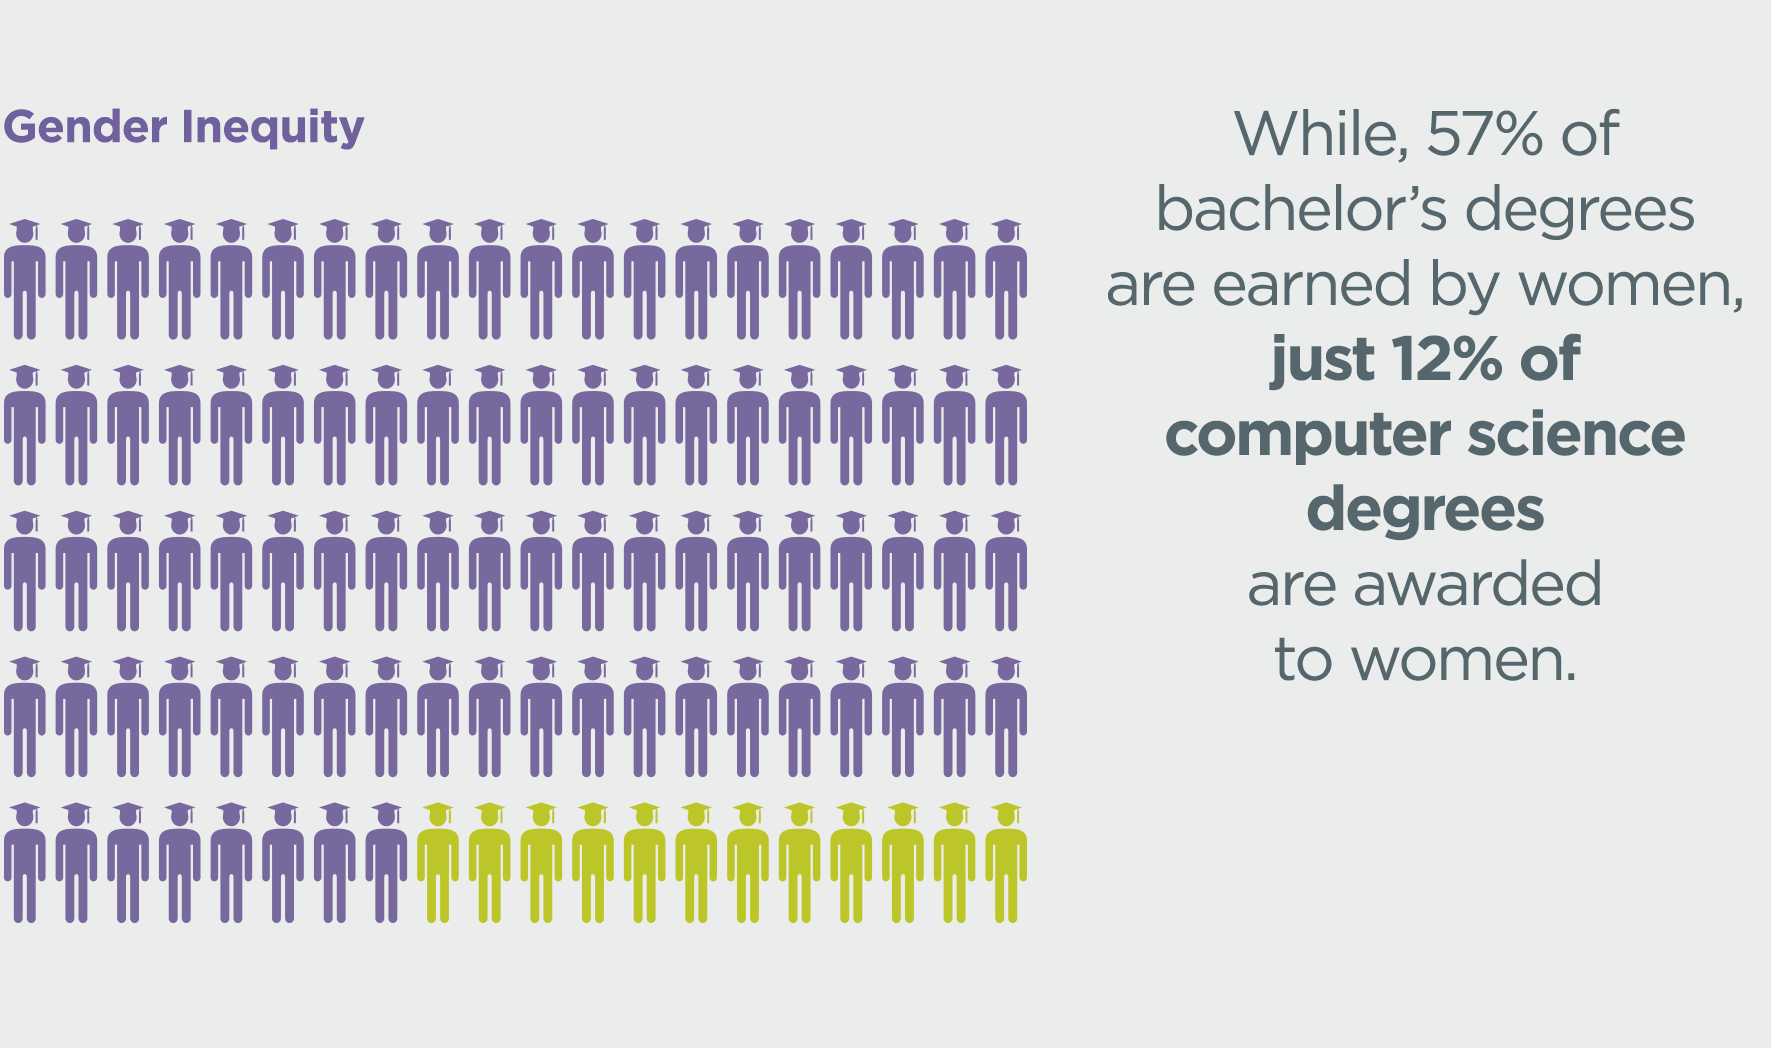 Gender Inequity
While, 57% of
bachelor’s degrees
are earned by women,
just 12% of
computer science
degrees
are awarded
to women.